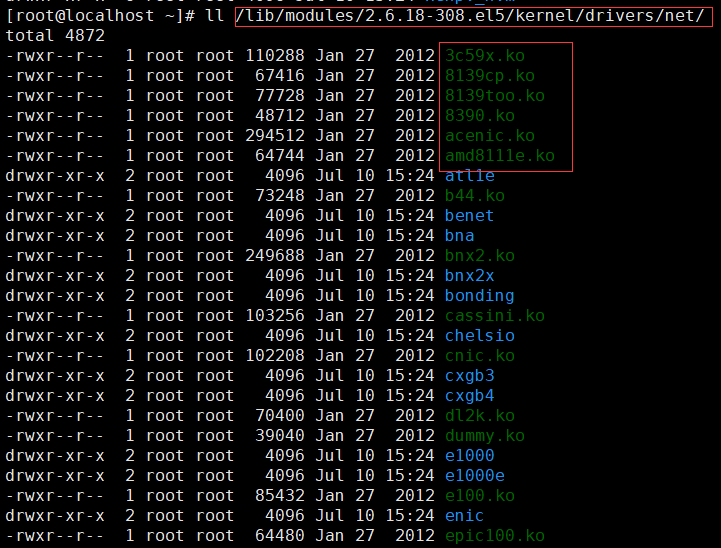 [root@localhost ~]# ll /lib/modules/2.6.18-308.el5/kernel/drivers/net/
total 4872
-rwxr--r--  1 root root 110288 Jan 27  2012 3c59x.ko
-rwxr--r--  1 root root  67416 Jan 27  2012 8139cp.ko
-rwxr--r--  1 root root  77728 Jan 27  2012 8139too.ko
-rwxr--r--  1 root root  48712 Jan 27  2012 8390.ko
-rwxr--r--  1 root root 294512 Jan 27  2012 acenic.ko
-rwxr--r--  1 root root  64744 Jan 27  2012 amd8111e.ko
drwxr-xr-x  2 root root   4096 Jul 10 15:24 atl1e
-rwxr--r--  1 root root  73248 Jan 27  2012 b44.ko
drwxr-xr-x  2 root root   4096 Jul 10 15:24 benet
drwxr-xr-x  2 root root   4096 Jul 10 15:24 bna
-rwxr--r--  1 root root 249688 Jan 27  2012 bnx2.ko
drwxr-xr-x  2 root root   4096 Jul 10 15:24 bnx2x
drwxr-xr-x  2 root root   4096 Jul 10 15:24 bonding
-rwxr--r--  1 root root 103256 Jan 27  2012 cassini.ko
drwxr-xr-x  2 root root   4096 Jul 10 15:24 chelsio
-rwxr--r--  1 root root 102208 Jan 27  2012 cnic.ko
drwxr-xr-x  2 root root   4096 Jul 10 15:24 cxgb3
drwxr-xr-x  2 root root   4096 Jul 10 15:24 cxgb4
-rwxr--r--  1 root root  70400 Jan 27  2012 dl2k.ko
-rwxr--r--  1 root root  39040 Jan 27  2012 dummy.ko
drwxr-xr-x  2 root root   4096 Jul 10 15:24 e1000
drwxr-xr-x  2 root root   4096 Jul 10 15:24 e1000e
-rwxr--r--  1 root root  85432 Jan 27  2012 e100.ko
drwxr-xr-x  2 root root   4096 Jul 10 15:24 enic
-rwxr--r--  1 root root  64480 Jan 27  2012 epic100.ko